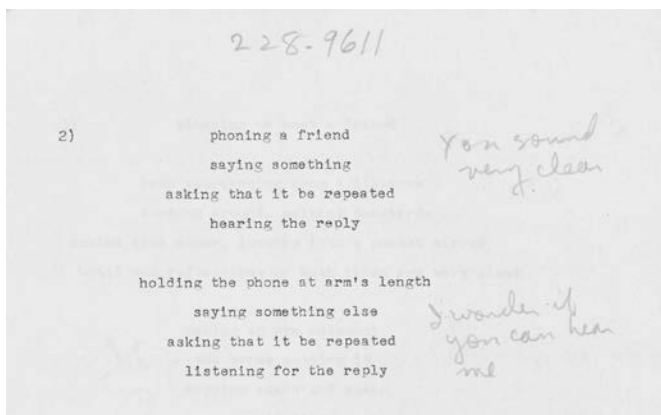 228-9611
2) phoning a friend
saying something
asking that it be repeated
hearing the reply
You sound
very clear
holding the phone at arm's length
saying something else
asking that it be repeated
listening for the reply
I wonder if
you can hear
me